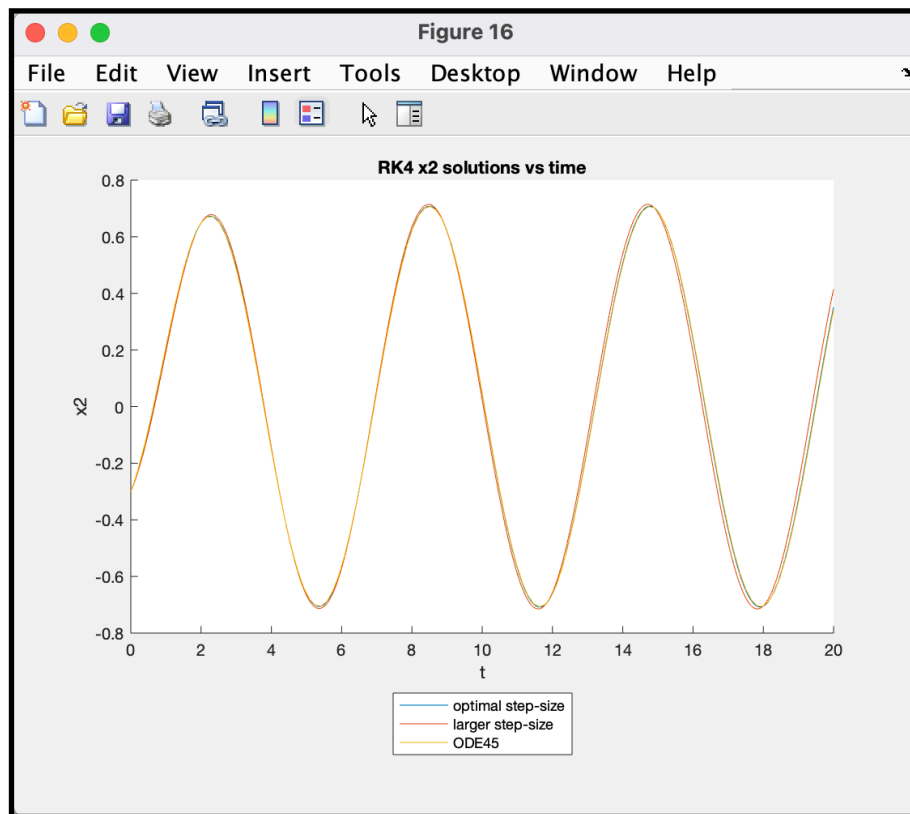 Figure 16
File Edit View Insert Tools Desktop Window Help
RK4 x2 solutions vs time
0.8
0.6
0.4
0.2
0
-0.2
-0.4
-0.6
-0.8
x2
0 2 4 6 8 10 12 14 16 18 20
t
optimal step-size
larger step-size
ODE45